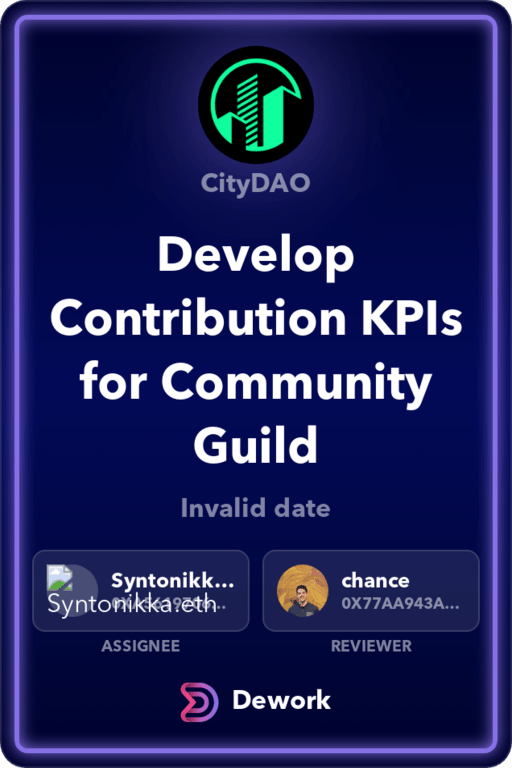 CityDAO
Develop
Contribution KPIs
for Community
Guild
Invalid date
Syntonikk...
Syntonikka.eth
chance
0X77AA943A...
ASSIGNEE
REVIEWER
Dework